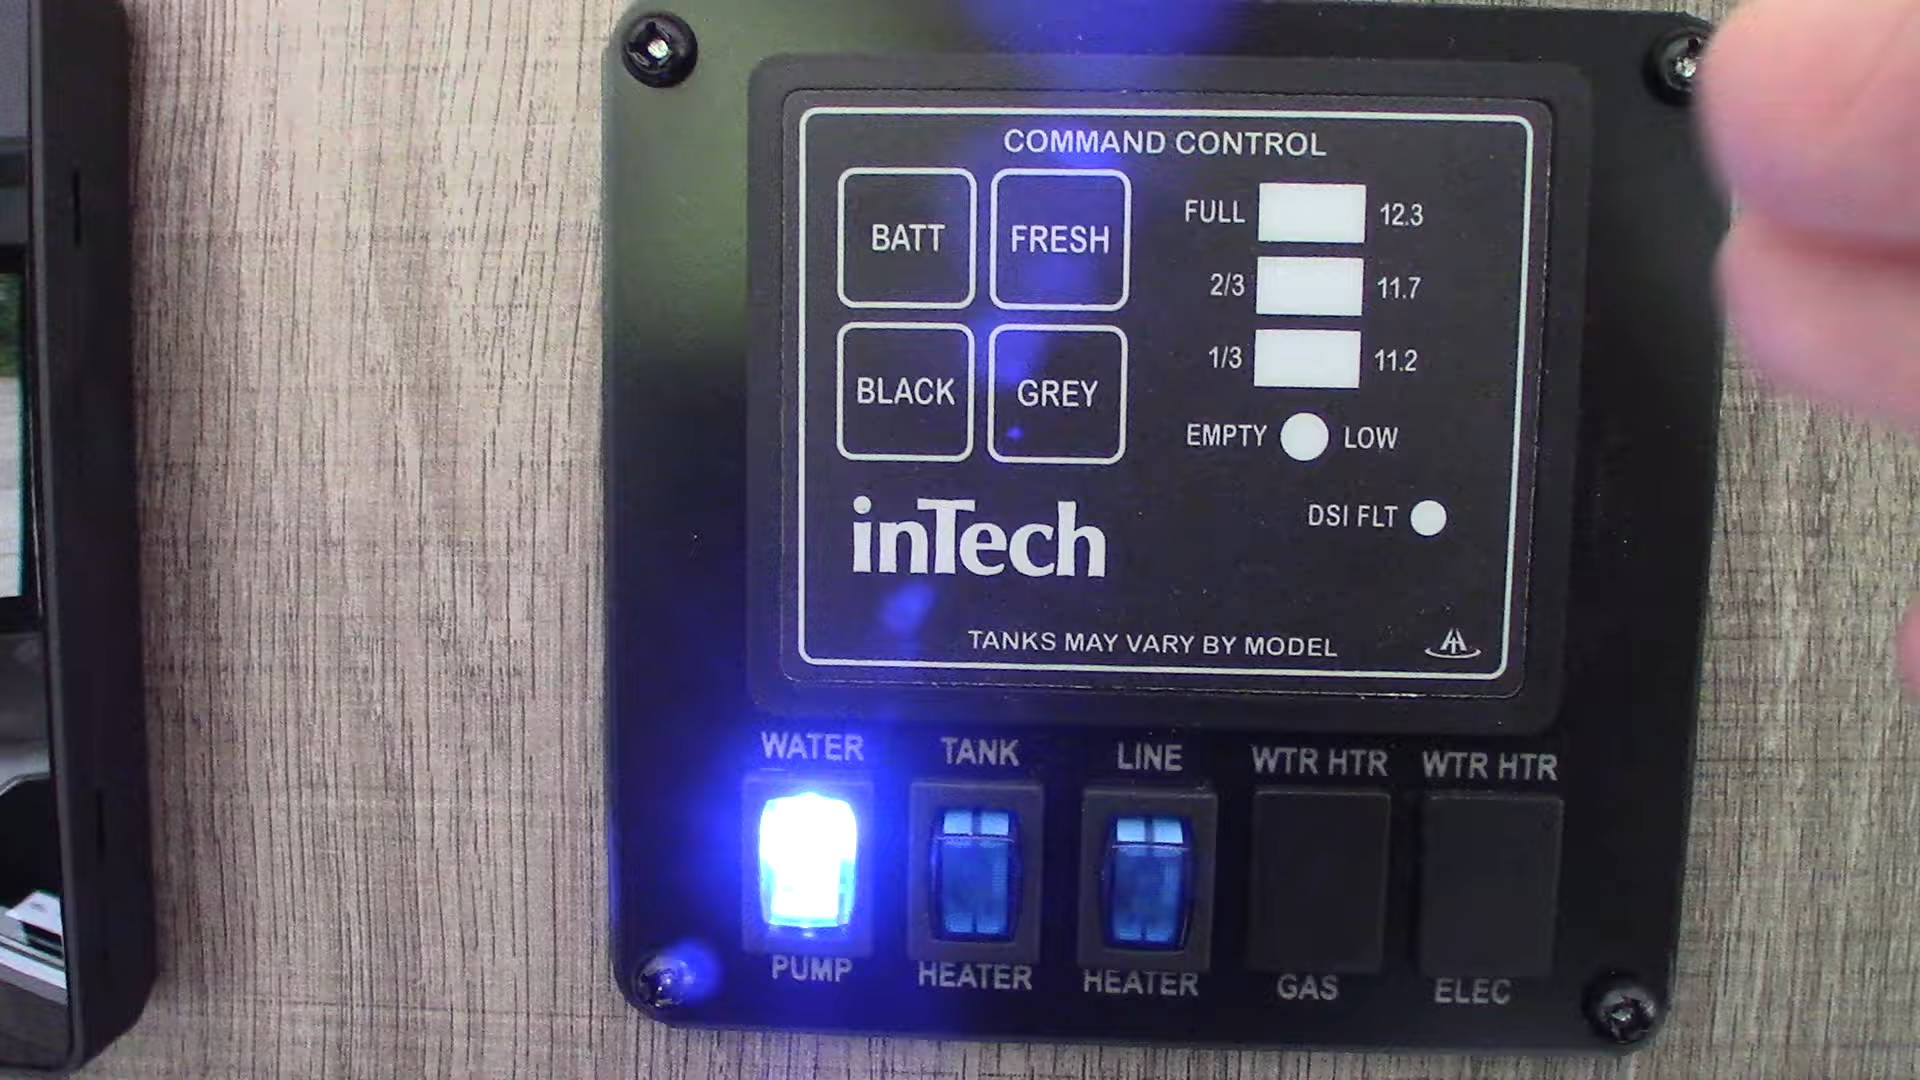 COMMAND CONTROL
BATT FRESH
FULL 12.3
2/3 11.7
1/3 11.2
BLACK GREY
EMPTY LOW
DSI FLT
inTech
TANKS MAY VARY BY MODEL
WATER TANK LINE WTR HTR WTR HTR
PUMP HEATER HEATER GAS ELEC